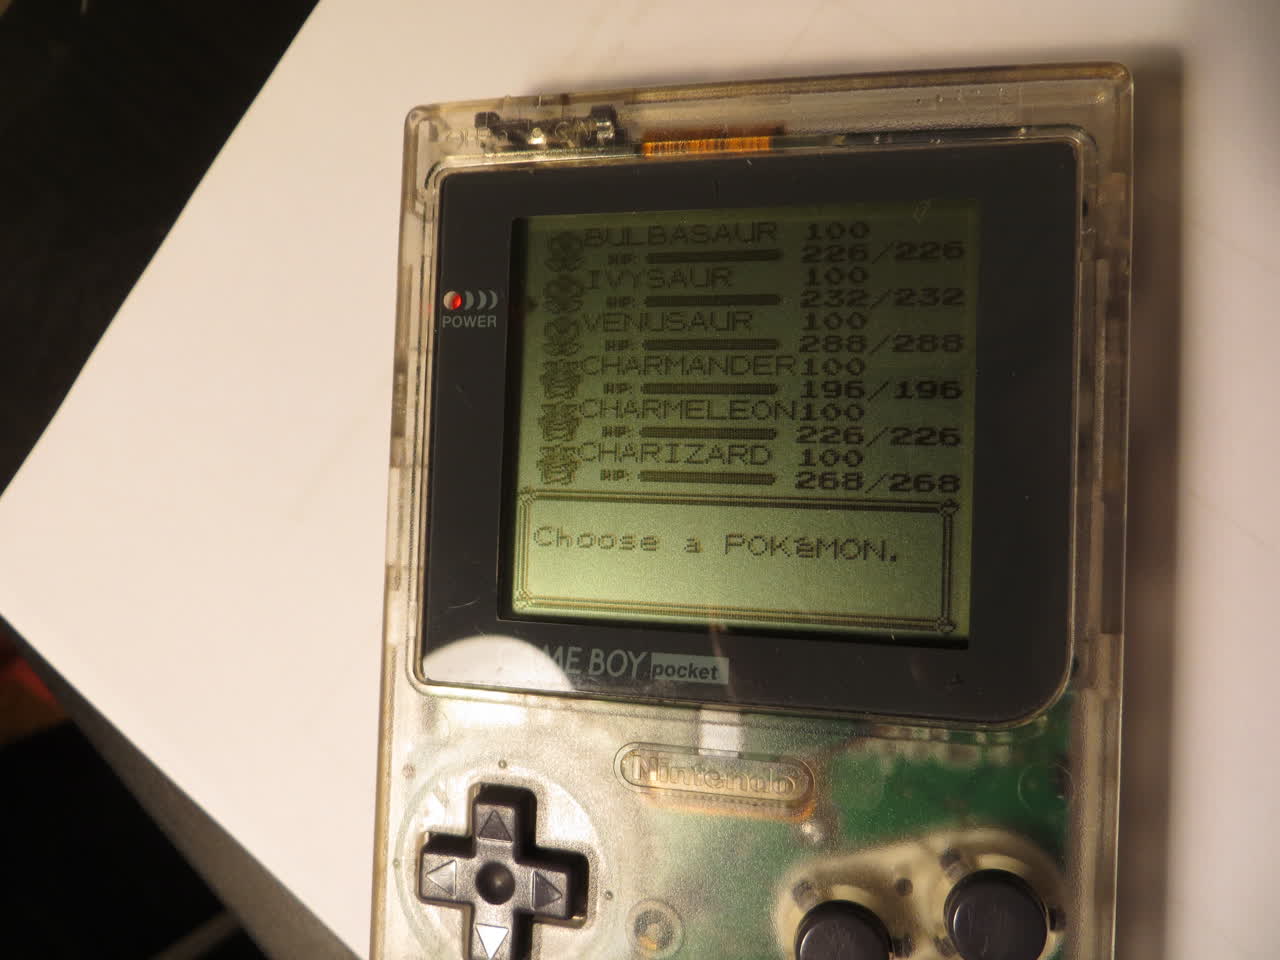 BULBASAUR 100
HP: 226/226
IVYSAUR 100
HP: 232/232
VENUSAUR 100
HP: 288/288
CHARMANDER100
HP: 196/196
CHARMELEON100
HP: 226/226
CHARIZARD 100
HP: 268/268
Choose a POKéMON.
POWER
GAME BOY pocket
Nintendo